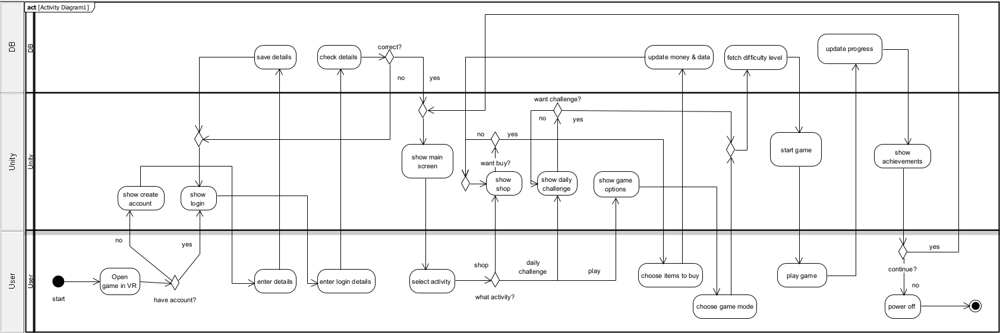 act [Activity Diagram1]
DB
DB
save details
check details
correct?
no
yes
update money & data
fetch difficulty level
update progress
Unity
Unity
want challenge?
no
yes
no
yes
want buy?
show main
screen
start game
show
achievements
show create
account
show
login
show
shop
show daily
challenge
show game
options
User
User
no
yes
start
Open
game in VR
have account?
enter details
enter login details
select activity
shop
what activity?
daily
challenge
play
choose items to buy
choose game mode
play game
yes
continue?
no
power off